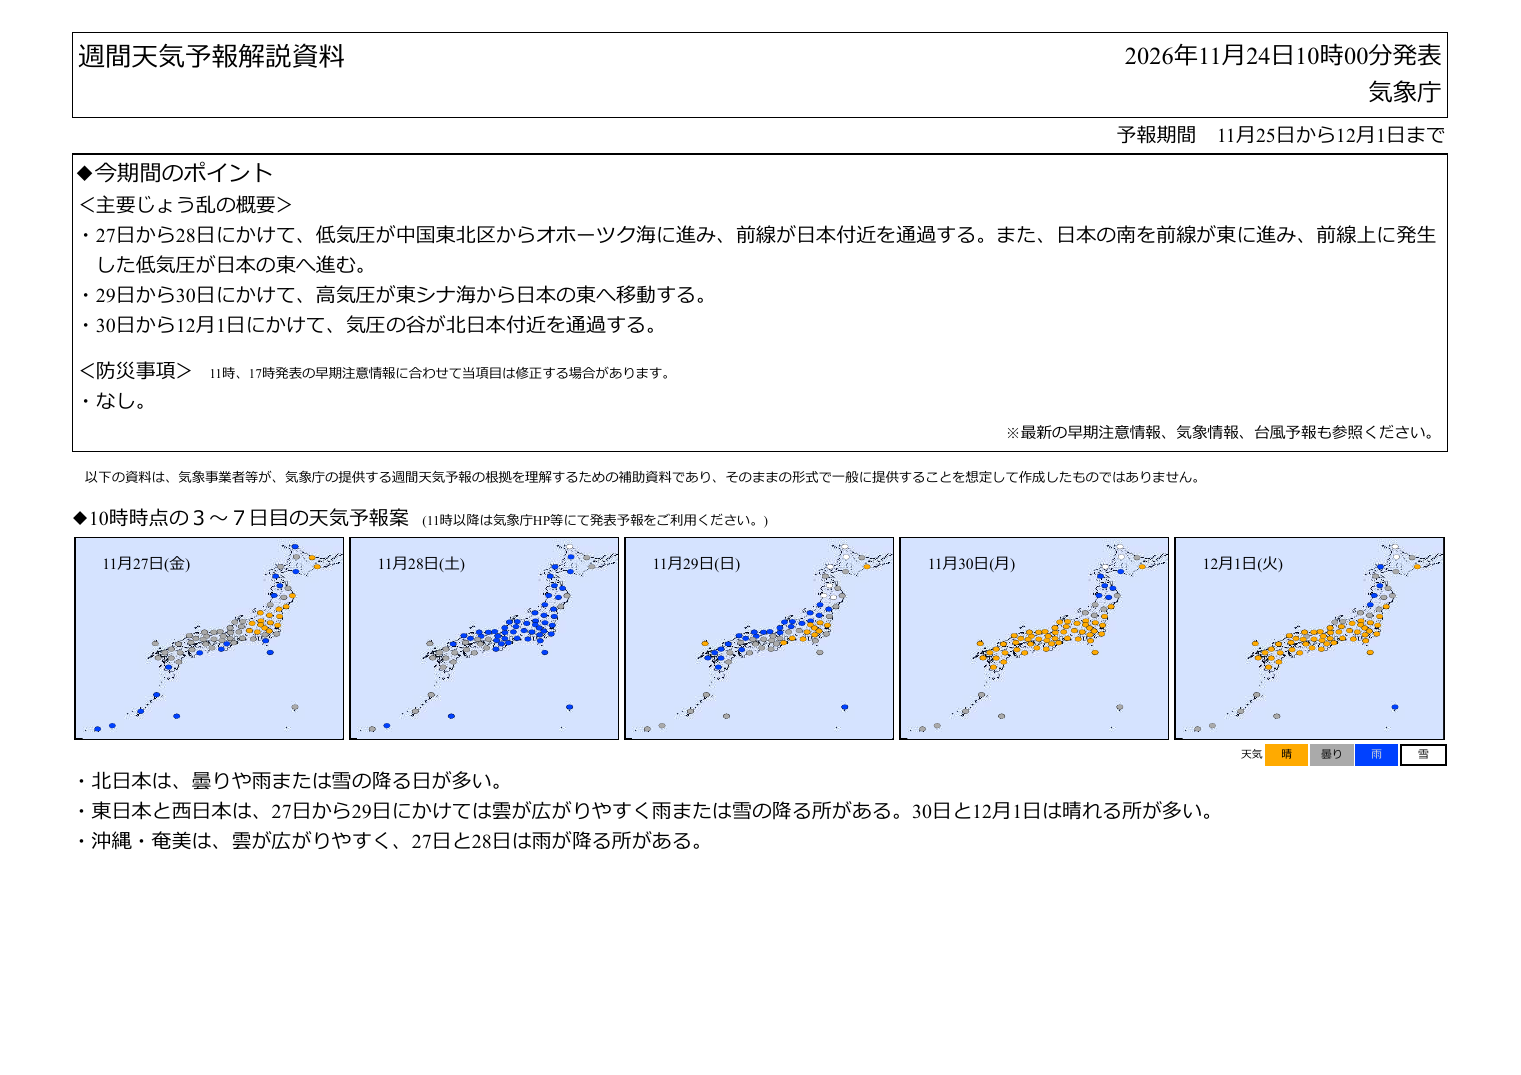 週間天気予報解説資料
2026年11月24日10時00分発表
気象庁
予報期間　11月25日から12月1日まで
◆今期間のポイント
＜主要じょう乱の概要＞
・27日から28日にかけて、低気圧が中国東北区からオホーツク海に進み、前線が日本付近を通過する。また、日本の南を前線が東に進み、前線上に発生
した低気圧が日本の東へ進む。
・29日から30日にかけて、高気圧が東シナ海から日本の東へ移動する。
・30日から12月1日にかけて、気圧の谷が北日本付近を通過する。
＜防災事項＞　11時、17時発表の早期注意情報に合わせて当項目は修正する場合があります。
・なし。
※最新の早期注意情報、気象情報、台風予報も参照ください。
以下の資料は、気象事業者等が、気象庁の提供する週間天気予報の根拠を理解するための補助資料であり、そのままの形式で一般に提供することを想定して作成したものではありません。
◆10時時点の３～７日目の天気予報案　(11時以降は気象庁HP等にて発表予報をご利用ください。)
11月27日(金)
11月28日(土)
11月29日(日)
11月30日(月)
12月1日(火)
天気 晴 曇り 雨 雪
・北日本は、曇りや雨または雪の降る日が多い。
・東日本と西日本は、27日から29日にかけては雲が広がりやすく雨または雪の降る所がある。30日と12月1日は晴れる所が多い。
・沖縄・奄美は、雲が広がりやすく、27日と28日は雨が降る所がある。